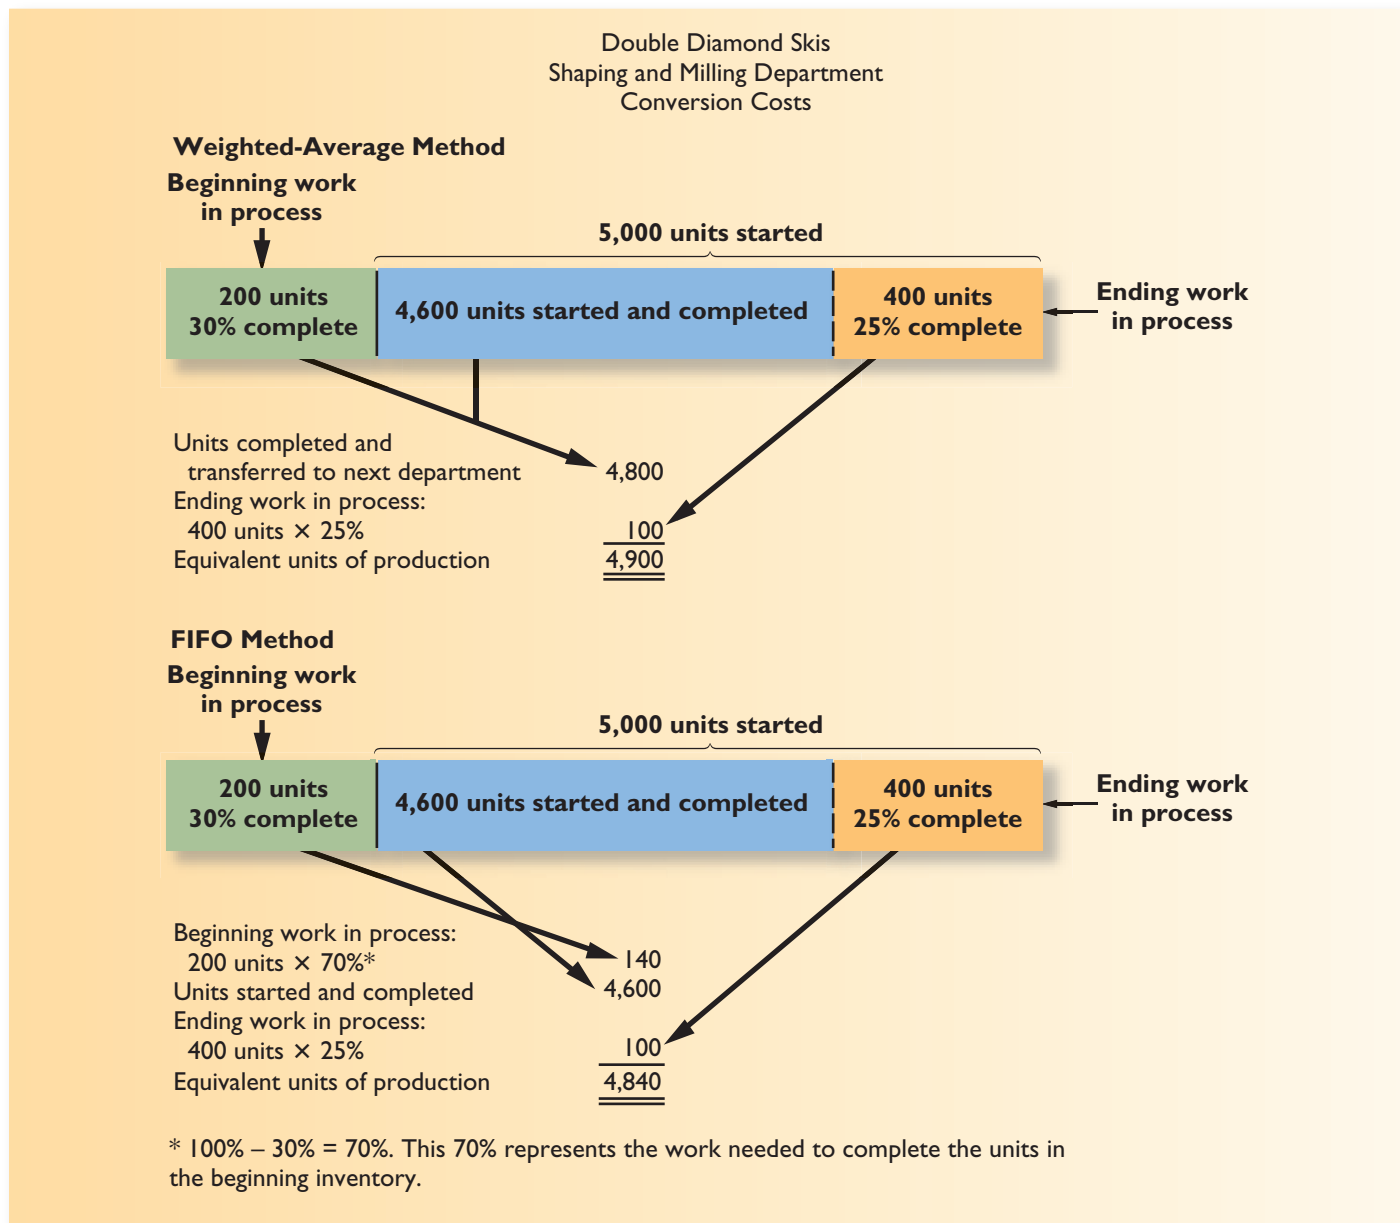 Double Diamond Skis
Shaping and Milling Department
Conversion Costs
Weighted-Average Method
Beginning work
in process
5,000 units started
200 units
30% complete
4,600 units started and completed
400 units
25% complete
Ending work
in process
Units completed and
transferred to next department 4,800
Ending work in process:
400 units × 25% 100
Equivalent units of production 4,900
FIFO Method
Beginning work
in process
5,000 units started
200 units
30% complete
4,600 units started and completed
400 units
25% complete
Ending work
in process
Beginning work in process:
200 units × 70%* 140
Units started and completed 4,600
Ending work in process:
400 units × 25% 100
Equivalent units of production 4,840
* 100% – 30% = 70%. This 70% represents the work needed to complete the units in
the beginning inventory.